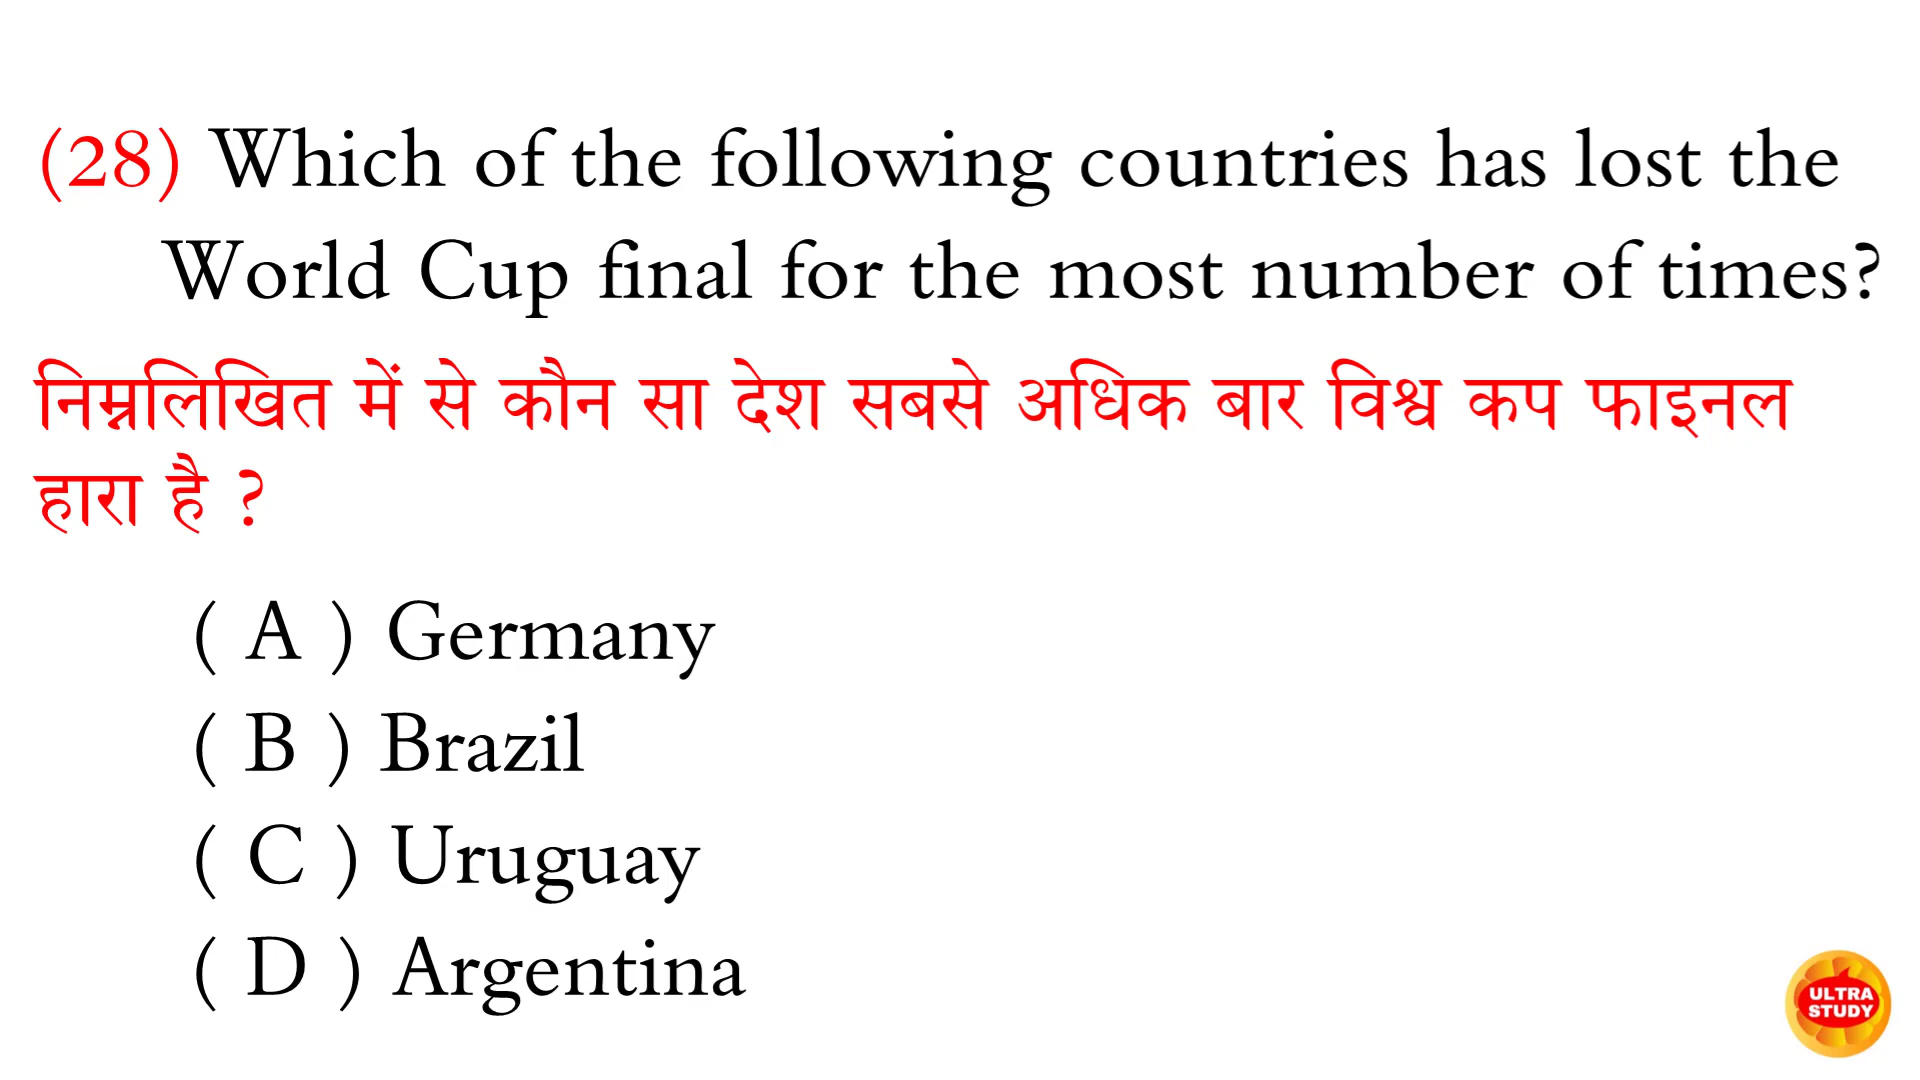 (28) Which of the following countries has lost the
World Cup final for the most number of times?
निम्नलिखित में से कौन सा देश सबसे अधिक बार विश्व कप फाइनल
हारा है ?
( A ) Germany
( B ) Brazil
( C ) Uruguay
( D ) Argentina
ULTRA
STUDY